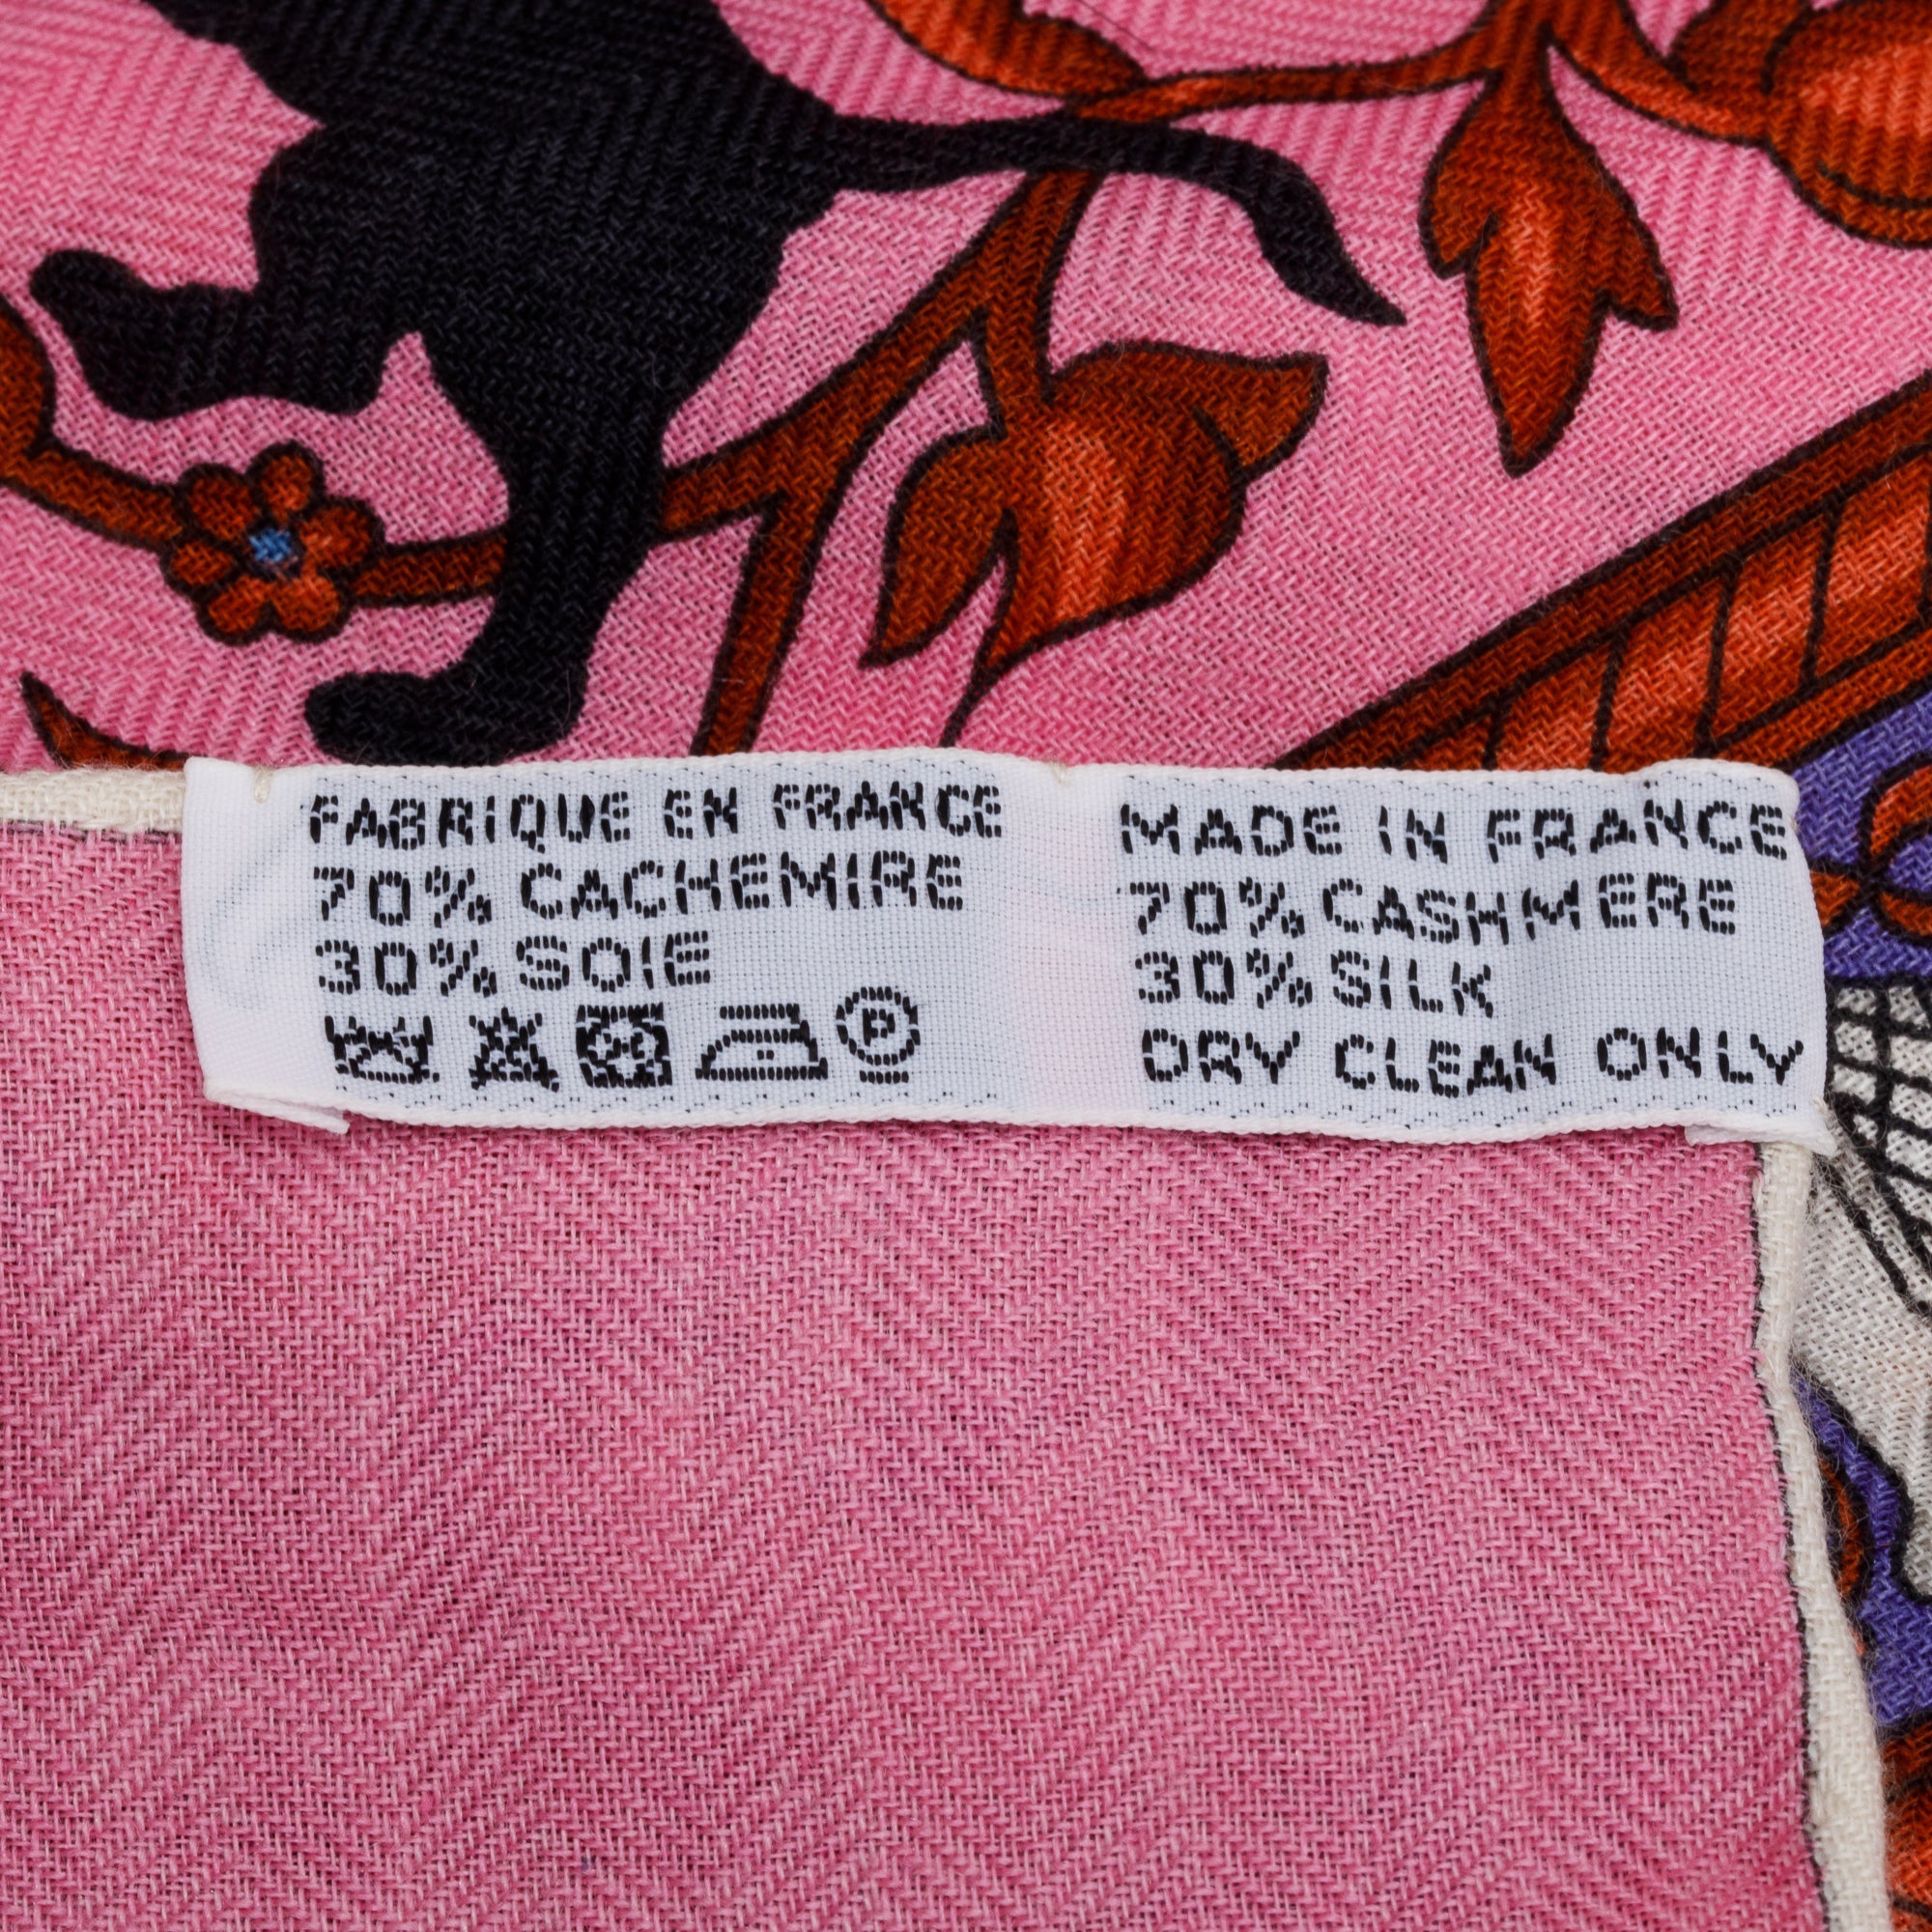 FABRIQUE EN FRANCE
70% CACHEMIRE
30% SOIE
P
MADE IN FRANCE
70% CASHMERE
30% SILK
DRY CLEAN ONLY